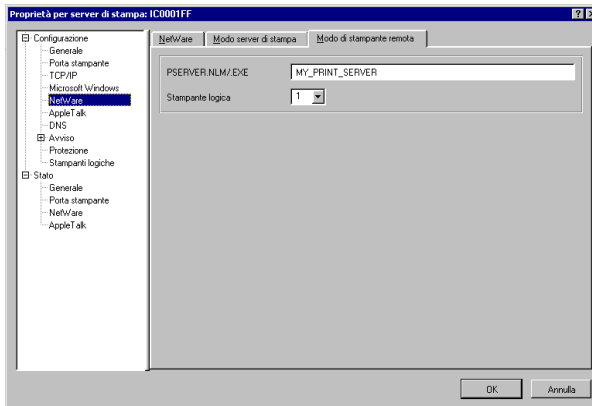 Proprietà per server di stampa: IC0001FF
Configurazione
Generale
Porta stampante
TCP/IP
Microsoft Windows
NetWare
AppleTalk
DNS
Avviso
Protezione
Stampanti logiche
Stato
Generale
Porta stampante
NetWare
AppleTalk
NetWare
Modo server di stampa
Modo di stampante remota
PSERVER.NLM/.EXE
MY_PRINT_SERVER
Stampante logica
1
OK
Annulla